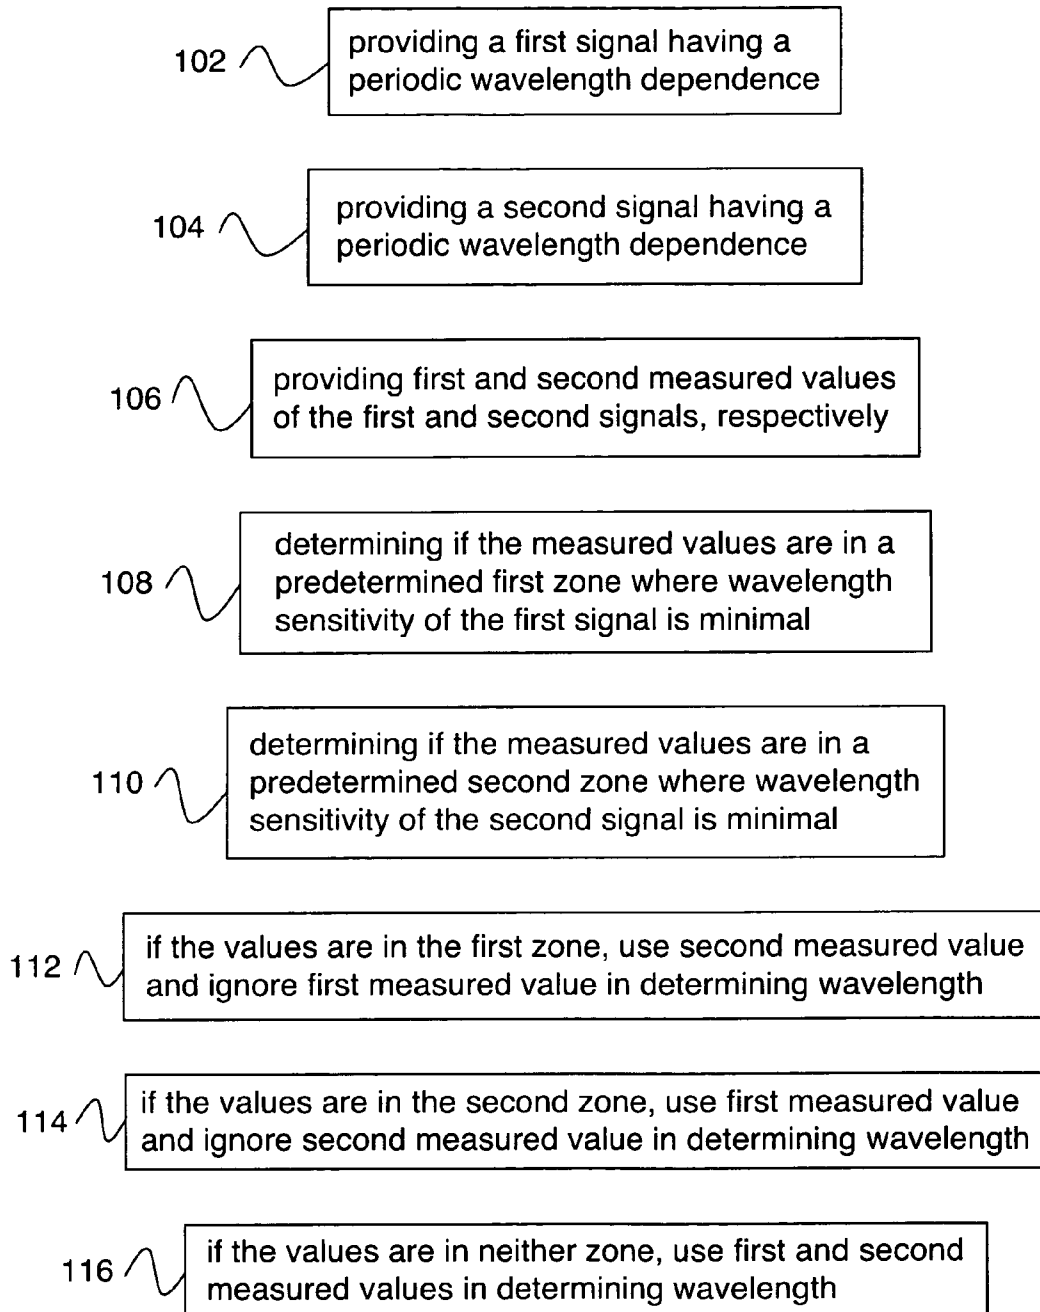 102
providing a first signal having a
periodic wavelength dependence
104
providing a second signal having a
periodic wavelength dependence
106
providing first and second measured values
of the first and second signals, respectively
108
determining if the measured values are in a
predetermined first zone where wavelength
sensitivity of the first signal is minimal
110
determining if the measured values are in a
predetermined second zone where wavelength
sensitivity of the second signal is minimal
112
if the values are in the first zone, use second measured value
and ignore first measured value in determining wavelength
114
if the values are in the second zone, use first measured value
and ignore second measured value in determining wavelength
116
if the values are in neither zone, use first and second
measured values in determining wavelength